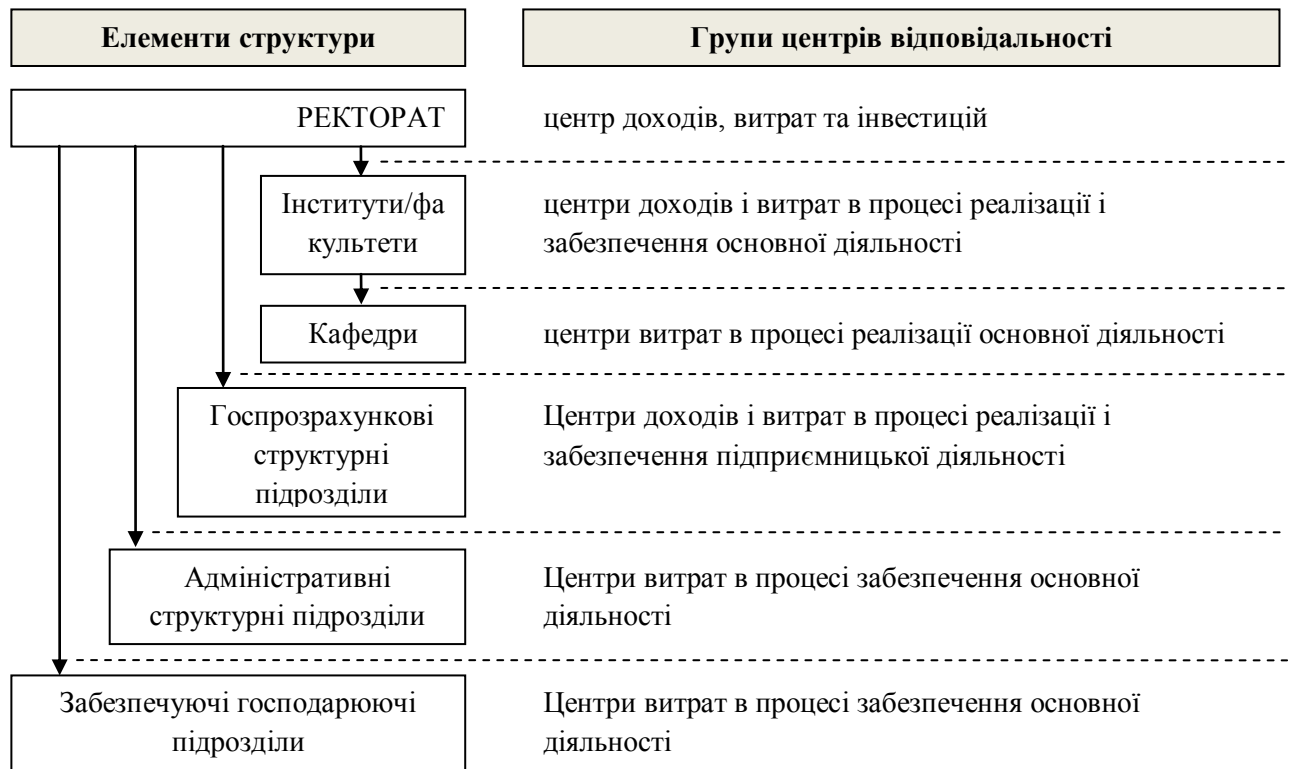 Елементи структури
Групи центрів відповідальності
РЕКТОРАТ
центр доходів, витрат та інвестицій
Інститути/фа
культети
центри доходів і витрат в процесі реалізації і
забезпечення основної діяльності
Кафедри
центри витрат в процесі реалізації основної діяльності
Госпрозрахункові
структурні
підрозділи
Центри доходів і витрат в процесі реалізації і
забезпечення підприємницької діяльності
Адміністративні
структурні підрозділи
Центри витрат в процесі забезпечення основної
діяльності
Забезпечуючі господарюючі
підрозділи
Центри витрат в процесі забезпечення основної
діяльності